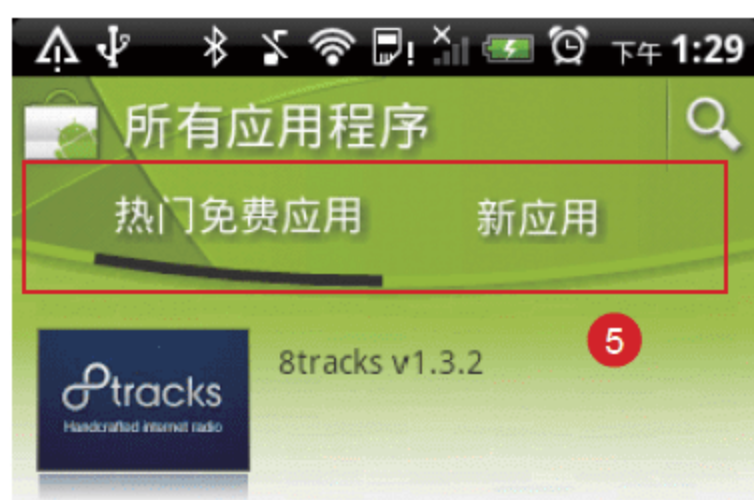 下午 1:29
所有应用程序
热门免费应用 新应用
8tracks v1.3.2
5
8tracks
Handcrafted internet radio